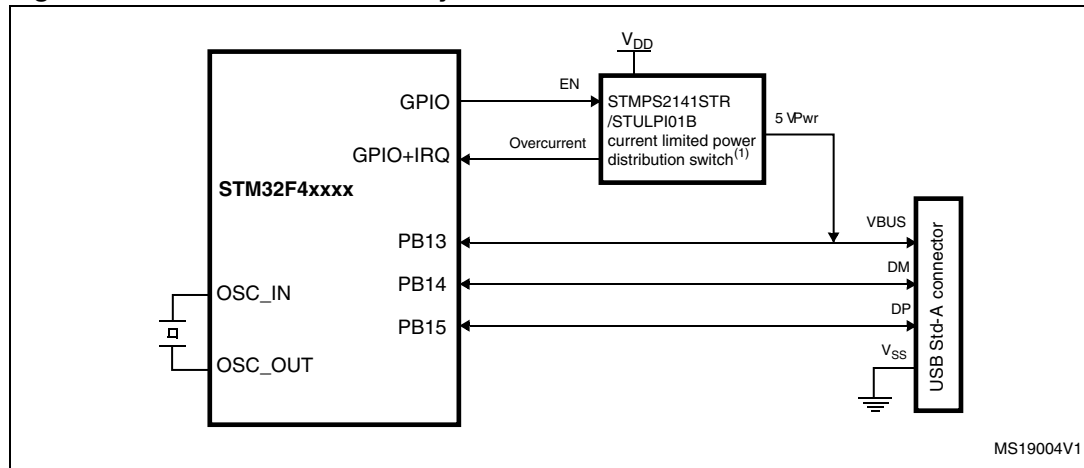 V_DD
EN
GPIO
STMPS2141STR
/STULPI01B
current limited power
distribution switch(1)
5 VPwr
Overcurrent
GPIO+IRQ
STM32F4xxxx
VBUS
PB13
DM
PB14
OSC_IN
DP
PB15
V_SS
OSC_OUT
USB Std-A connector
MS19004V1